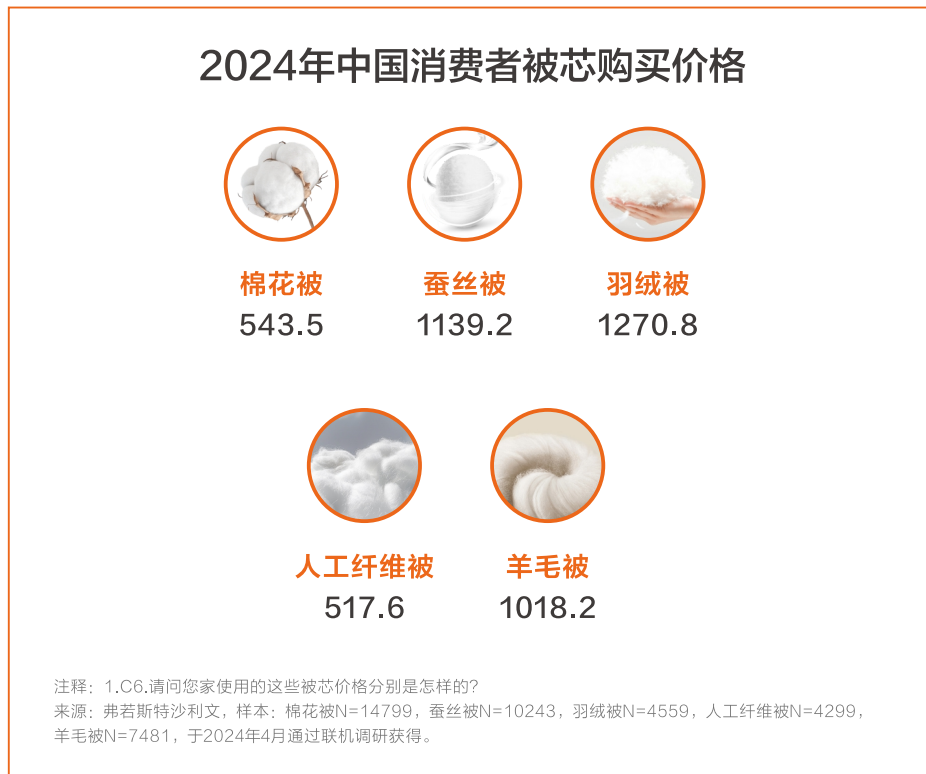 2024年中国消费者被芯购买价格
棉花被 蚕丝被 羽绒被
543.5 1139.2 1270.8
人工纤维被 羊毛被
517.6 1018.2
注释：1.C6.请问您家使用的这些被芯价格分别是怎样的？
来源：弗若斯特沙利文，样本：棉花被N=14799，蚕丝被N=10243，羽绒被N=4559，人工纤维被N=4299，
羊毛被N=7481，于2024年4月通过联机调研获得。